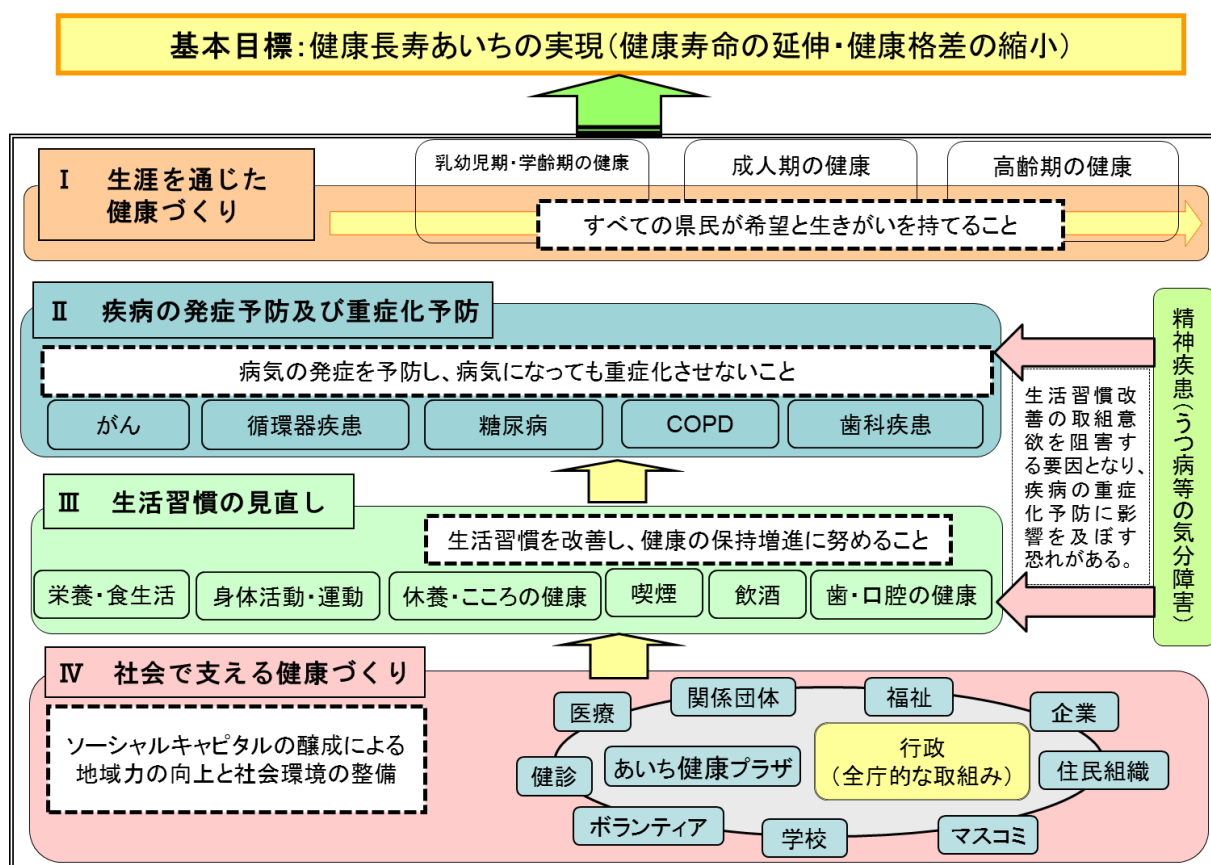 基本目標:健康長寿あいちの実現(健康寿命の延伸・健康格差の縮小)
Ⅰ 生涯を通じた
健康づくり
乳幼児期・学齢期の健康
成人期の健康
高齢期の健康
すべての県民が希望と生きがいを持てること
Ⅱ 疾病の発症予防及び重症化予防
病気の発症を予防し、病気になっても重症化させないこと
がん
循環器疾患
糖尿病
COPD
歯科疾患
精神疾患(うつ病等の気分障害)
生活習慣改
善の取組意
欲を阻害す
る要因となり、
疾病の重症
化予防に影
響を及ぼす
恐れがある。
Ⅲ 生活習慣の見直し
生活習慣を改善し、健康の保持増進に努めること
栄養・食生活
身体活動・運動
休養・こころの健康
喫煙
飲酒
歯・口腔の健康
Ⅳ 社会で支える健康づくり
ソーシャルキャピタルの醸成による
地域力の向上と社会環境の整備
医療
関係団体
福祉
企業
健診
あいち健康プラザ
行政
(全庁的な取組み)
住民組織
ボランティア
学校
マスコミ